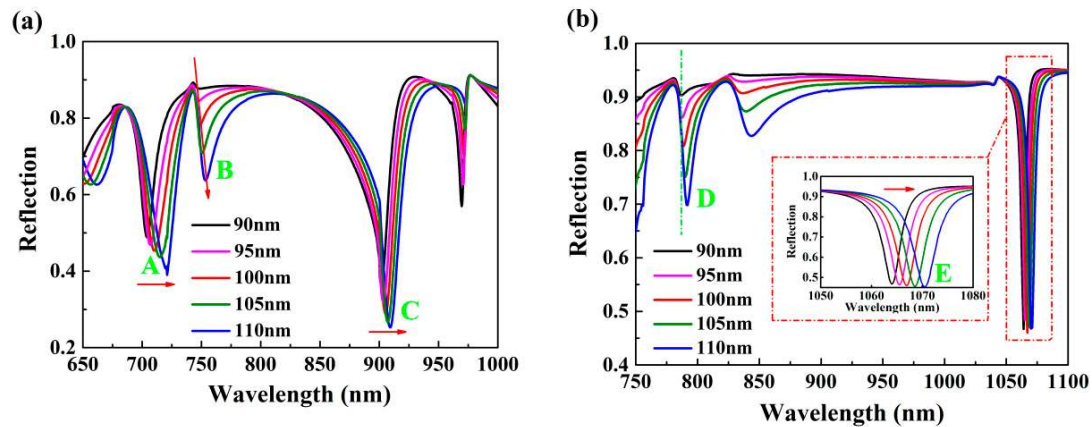 (a)
1.0
0.8
0.6
0.4
0.2
Reflection
A
B
C
90nm
95nm
100nm
105nm
110nm
650 700 750 800 850 900 950 1000
Wavelength (nm)
(b)
1.0
0.9
0.8
0.7
0.6
0.5
0.4
Reflection
D
90nm
95nm
100nm
105nm
110nm
1.0
0.9
0.8
0.7
0.6
0.5
Reflection
E
1050 1060 1070 1080
Wavelength (nm)
750 800 850 900 950 1000 1050 1100
Wavelength (nm)